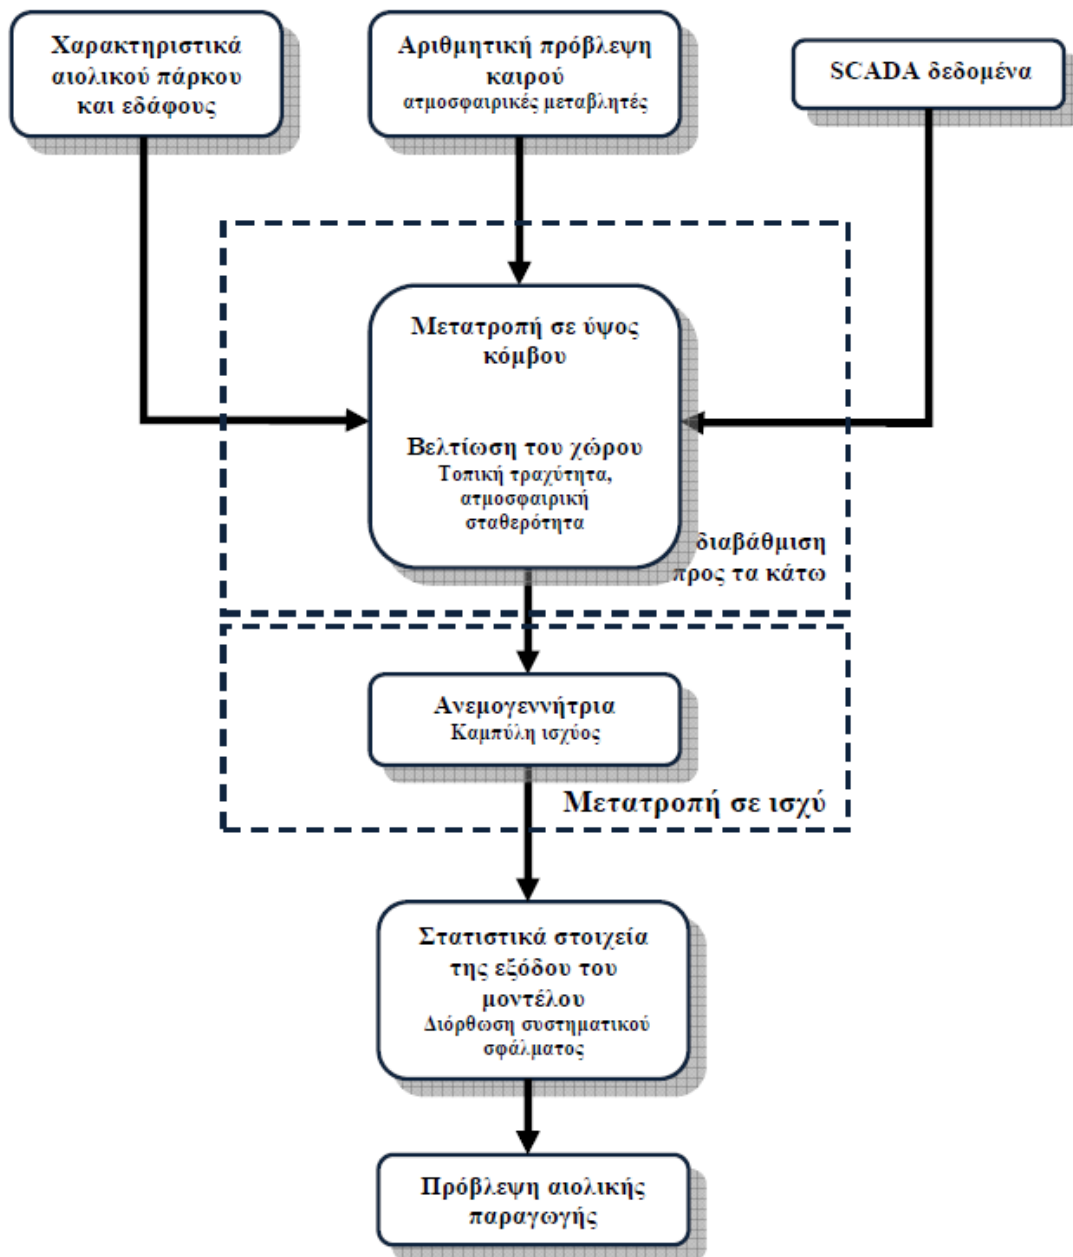 Χαρακτηριστικά
αιολικού πάρκου
και εδάφους
Αριθμητική πρόβλεψη
καιρού
ατμοσφαιρικές μεταβλητές
SCADA δεδομένα
Μετατροπή σε ύψος
κόμβου
Βελτίωση του χώρου
Τοπική τραχύτητα,
ατμοσφαιρική
σταθερότητα
διαβάθμιση
προς τα κάτω
Ανεμογεννήτρια
Καμπύλη ισχύος
Μετατροπή σε ισχύ
Στατιστικά στοιχεία
της εξόδου του
μοντέλου
Διόρθωση συστηματικού
σφάλματος
Πρόβλεψη αιολικής
παραγωγής